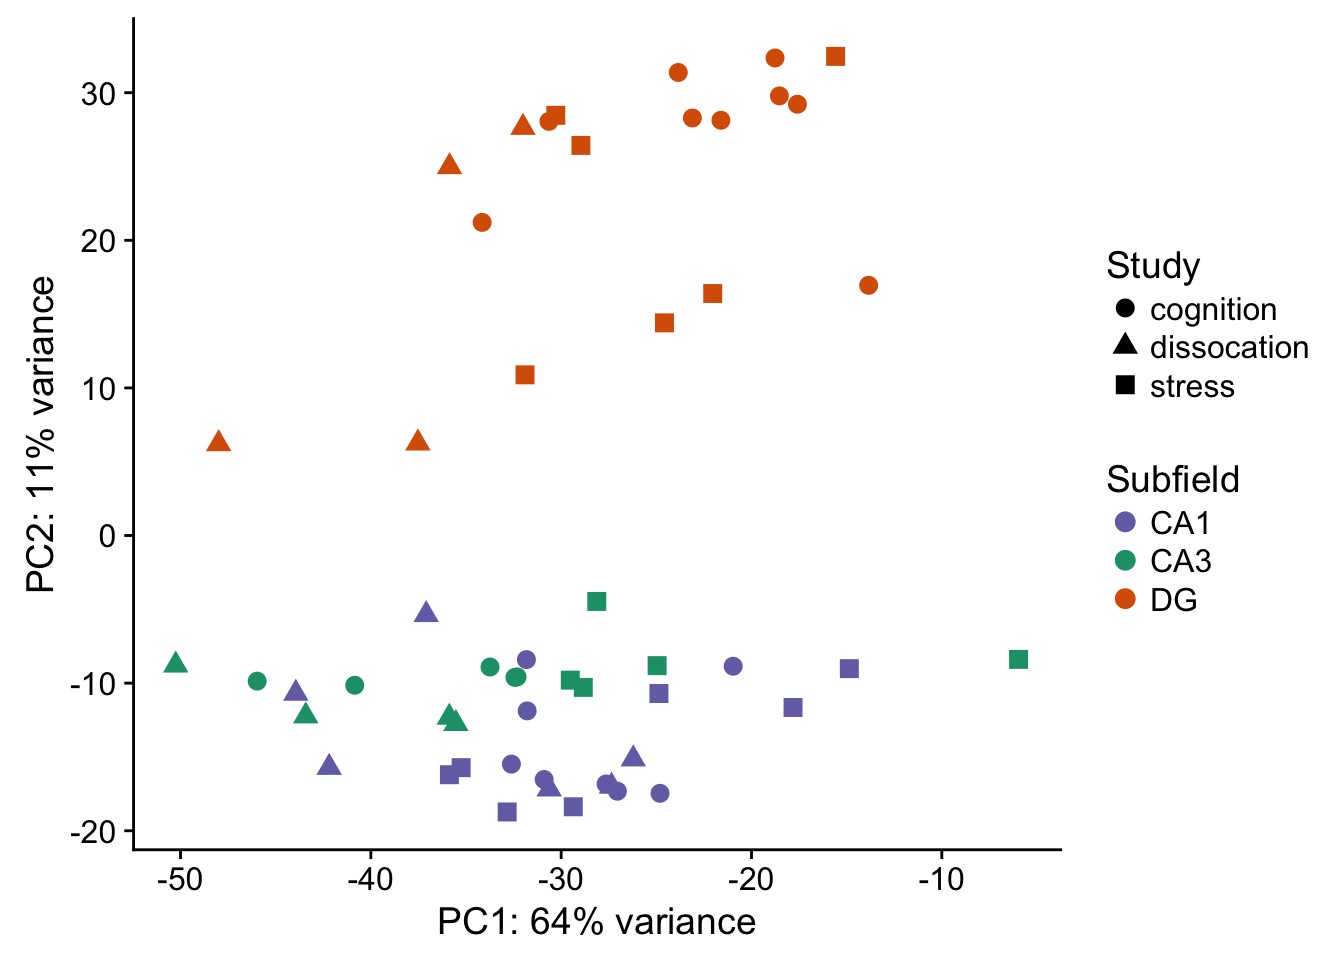 30
20
10
0
-10
-20
PC2: 11% variance
-50
-40
-30
-20
-10
PC1: 64% variance
Study
cognition
dissocation
stress
Subfield
CA1
CA3
DG